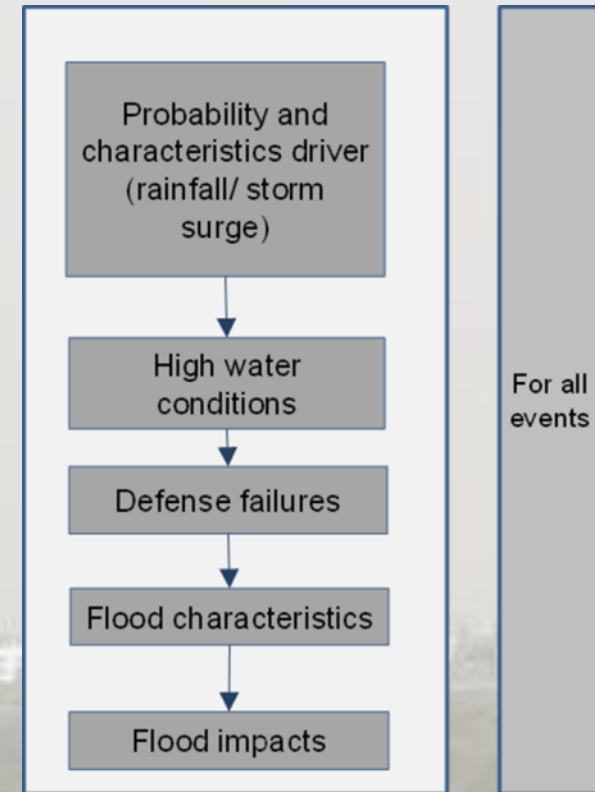 Probability and
characteristics driver
(rainfall/ storm
surge)
High water
conditions
Defense failures
Flood characteristics
Flood impacts
For all
events